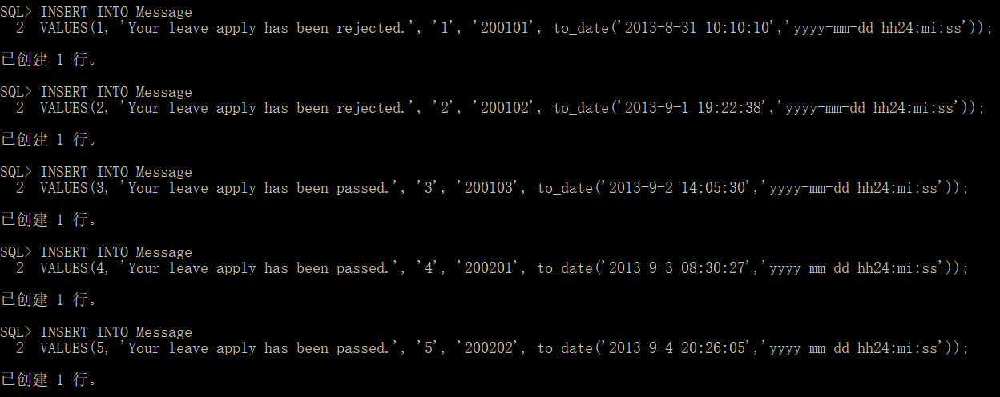 SQL> INSERT INTO Message
  2  VALUES(1, 'Your leave apply has been rejected.', '1', '200101', to_date('2013-8-31 10:10:10','yyyy-mm-dd hh24:mi:ss'));
已创建 1 行。
SQL> INSERT INTO Message
  2  VALUES(2, 'Your leave apply has been rejected.', '2', '200102', to_date('2013-9-1 19:22:38','yyyy-mm-dd hh24:mi:ss'));
已创建 1 行。
SQL> INSERT INTO Message
  2  VALUES(3, 'Your leave apply has been passed.', '3', '200103', to_date('2013-9-2 14:05:30','yyyy-mm-dd hh24:mi:ss'));
已创建 1 行。
SQL> INSERT INTO Message
  2  VALUES(4, 'Your leave apply has been passed.', '4', '200201', to_date('2013-9-3 08:30:27','yyyy-mm-dd hh24:mi:ss'));
已创建 1 行。
SQL> INSERT INTO Message
  2  VALUES(5, 'Your leave apply has been passed.', '5', '200202', to_date('2013-9-4 20:26:05','yyyy-mm-dd hh24:mi:ss'));
已创建 1 行。